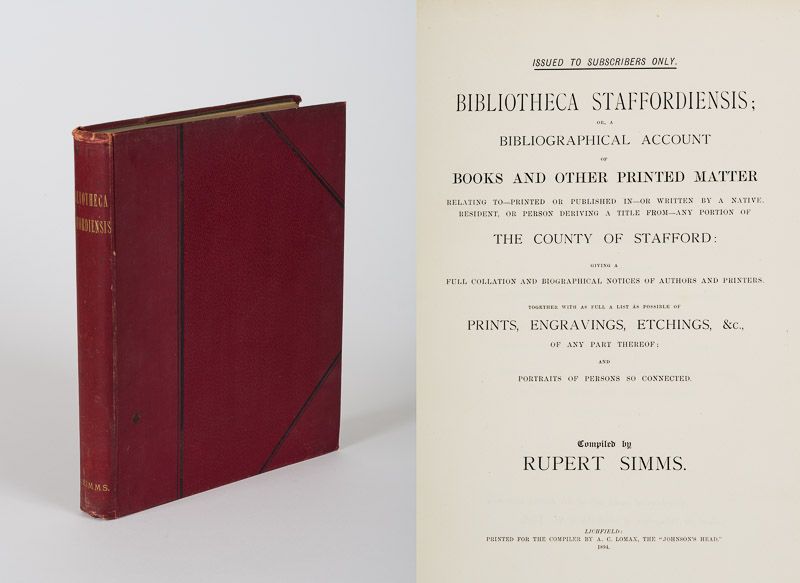 BIBLIOTHECA
STAFFORDIENSIS
SIMMS.
ISSUED TO SUBSCRIBERS ONLY.
BIBLIOTHECA STAFFORDIENSIS;
OR, A
BIBLIOGRAPHICAL ACCOUNT
OF
BOOKS AND OTHER PRINTED MATTER
RELATING TO—PRINTED OR PUBLISHED IN—OR WRITTEN BY A NATIVE,
RESIDENT, OR PERSON DERIVING A TITLE FROM—ANY PORTION OF
THE COUNTY OF STAFFORD:
GIVING A
FULL COLLATION AND BIOGRAPHICAL NOTICES OF AUTHORS AND PRINTERS.
TOGETHER WITH AS FULL A LIST AS POSSIBLE OF
PRINTS, ENGRAVINGS, ETCHINGS, &c.,
OF ANY PART THEREOF;
AND
PORTRAITS OF PERSONS SO CONNECTED.
Compiled by
RUPERT SIMMS.
LICHFIELD:
PRINTED FOR THE COMPILER BY A. C. LOMAX, THE "JOHNSON'S HEAD."
1894.